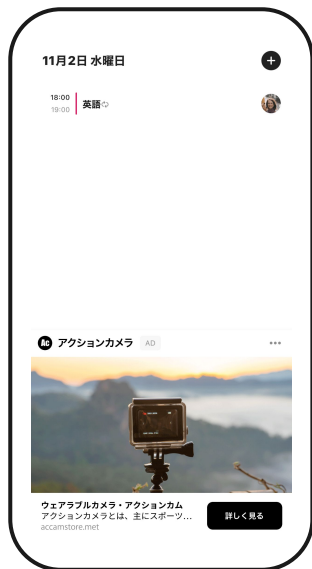 11月2日 水曜日
18:00
英語
19:00
Ac アクションカメラ AD
ウェアラブルカメラ・アクションカム
アクションカメラとは、主にスポーツ...
accamstore.met
詳しく見る